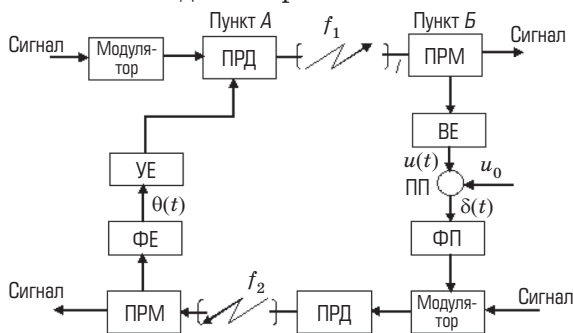 Пункт А
Пункт Б
Сигнал
Модуля-
тор
ПРД
f₁
ПРМ
Сигнал
ВЕ
u(t)
u₀
ПП
δ(t)
ФП
УЕ
θ(t)
ФЕ
Сигнал
ПРМ
f₂
ПРД
Модуля-
тор
Сигнал